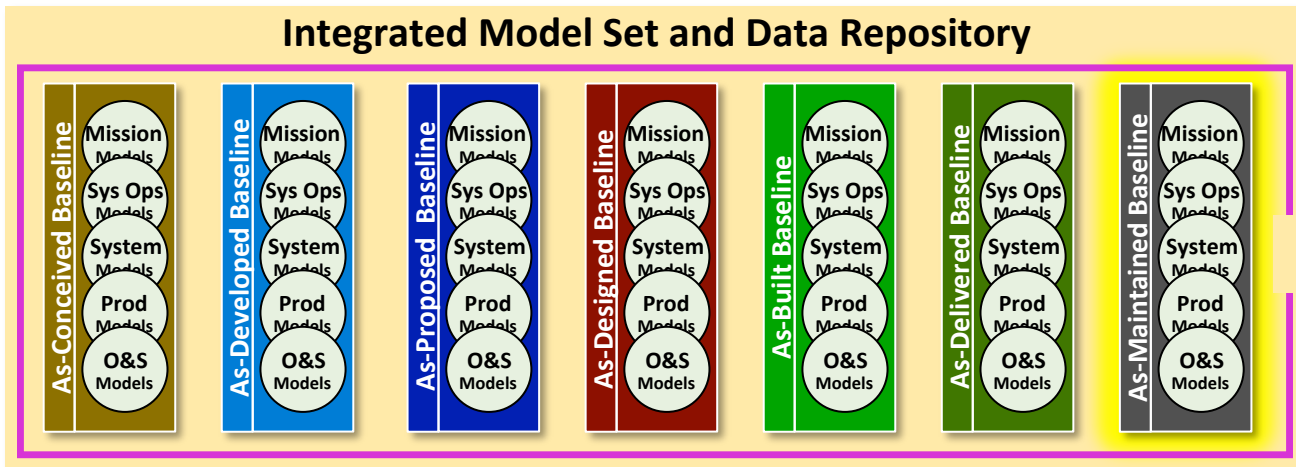 Integrated Model Set and Data Repository
As-Conceived Baseline
Mission
Models
Sys Ops
Models
System
Models
Prod
Models
O&S
Models
As-Developed Baseline
Mission
Models
Sys Ops
Models
System
Models
Prod
Models
O&S
Models
As-Proposed Baseline
Mission
Models
Sys Ops
Models
System
Models
Prod
Models
O&S
Models
As-Designed Baseline
Mission
Models
Sys Ops
Models
System
Models
Prod
Models
O&S
Models
As-Built Baseline
Mission
Models
Sys Ops
Models
System
Models
Prod
Models
O&S
Models
As-Delivered Baseline
Mission
Models
Sys Ops
Models
System
Models
Prod
Models
O&S
Models
As-Maintained Baseline
Mission
Models
Sys Ops
Models
System
Models
Prod
Models
O&S
Models